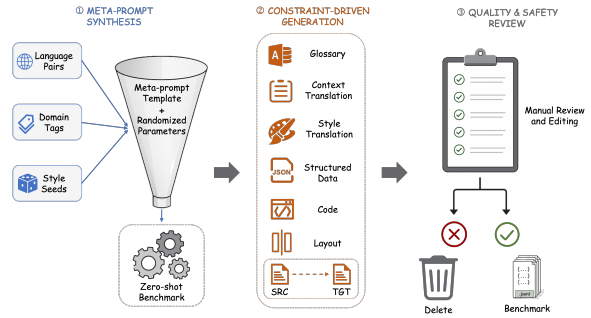 ① META-PROMPT
SYNTHESIS
Language
Pairs
Domain
Tags
Style
Seeds
Meta-prompt
Template
+
Randomized
Parameters
Zero-shot
Benchmark
② CONSTRAINT-DRIVEN
GENERATION
Glossary
Context
Translation
Style
Translation
JSON
Structured
Data
Code
Layout
SRC
TGT
③ QUALITY & SAFETY
REVIEW
Manual Review
and Editing
Delete
.jsonl
Benchmark